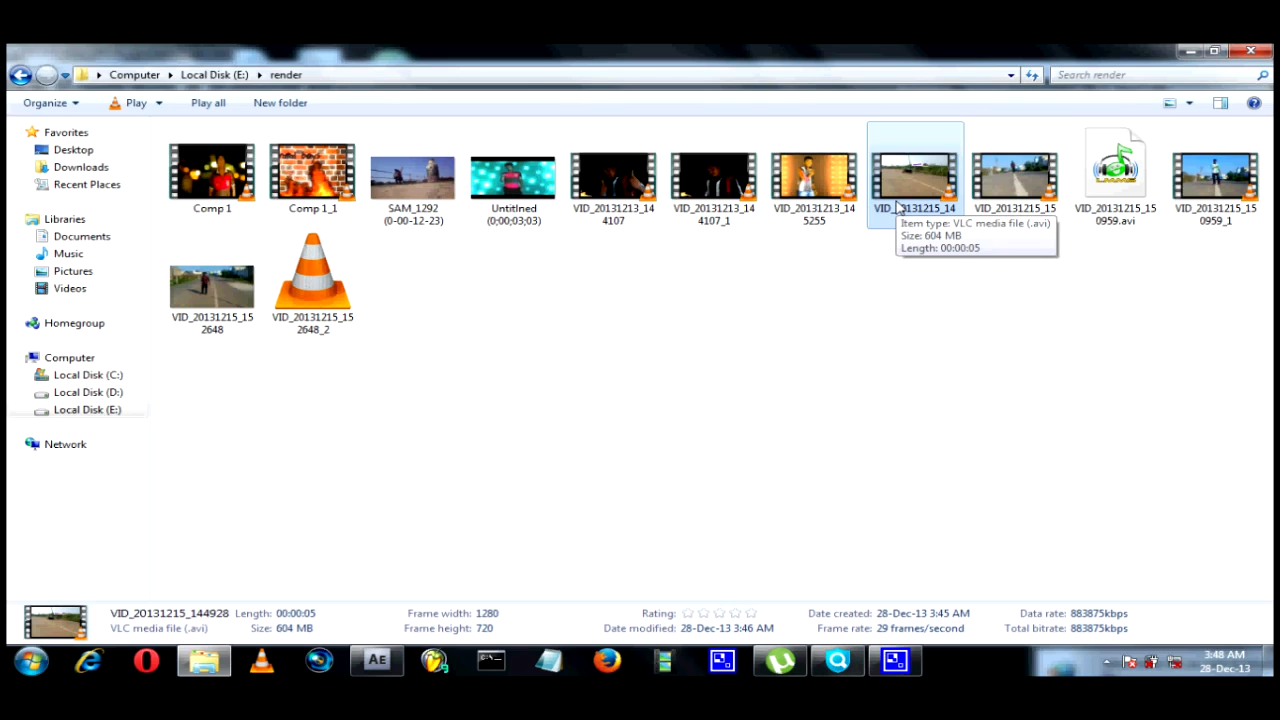 Computer ▸ Local Disk (E:) ▸ render
Search render
Organize
Play
Play all
New folder
Favorites
Desktop
Downloads
Recent Places
Libraries
Documents
Music
Pictures
Videos
Homegroup
Computer
Local Disk (C:)
Local Disk (D:)
Local Disk (E:)
Network
Comp 1
Comp 1_1
SAM_1292
(0-00-12-23)
Untitlned
(0;00;03;03)
VID_20131213_14
4107
VID_20131213_14
4107_1
VID_20131213_14
5255
VID_20131215_14
VID_20131215_15
VID_20131215_15
0959.avi
VID_20131215_15
0959_1
Item type: VLC media file (.avi)
Size: 604 MB
Length: 00:00:05
VID_20131215_15
2648
VID_20131215_15
2648_2
VID_20131215_144928
VLC media file (.avi)
Length: 00:00:05
Size: 604 MB
Frame width: 1280
Frame height: 720
Rating:
Date modified: 28-Dec-13 3:46 AM
Date created: 28-Dec-13 3:45 AM
Frame rate: 29 frames/second
Data rate: 883875kbps
Total bitrate: 883875kbps
AE
3:48 AM
28-Dec-13